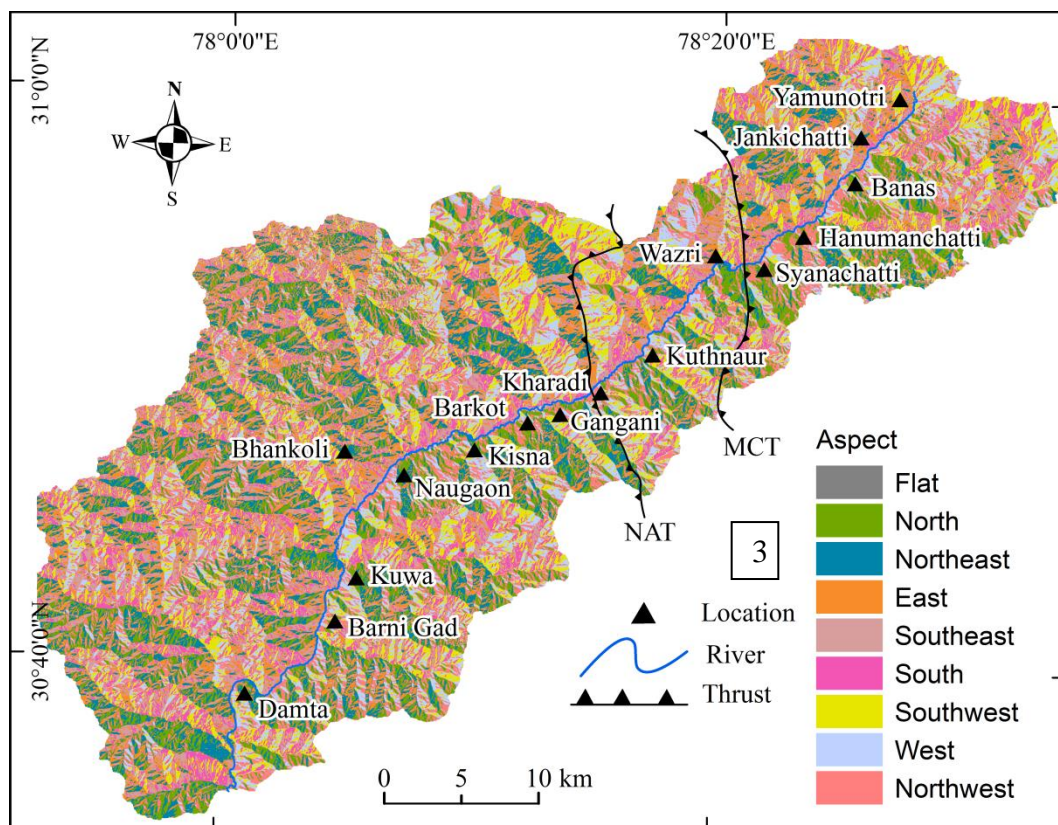 78°0'0"E
78°20'0"E
31°0'0"N
N
W
E
S
Yamunotri
Jankichatti
Banas
Hanumanchatti
Wazri
Syanachatti
Kuthnaur
Kharadi
Gangani
Barkot
MCT
Bhankoli
Kisna
Naugaon
NAT
Kuwa
Barni Gad
30°40'0"N
Damta
0 5 10 km
3
Location
River
Thrust
Aspect
Flat
North
Northeast
East
Southeast
South
Southwest
West
Northwest